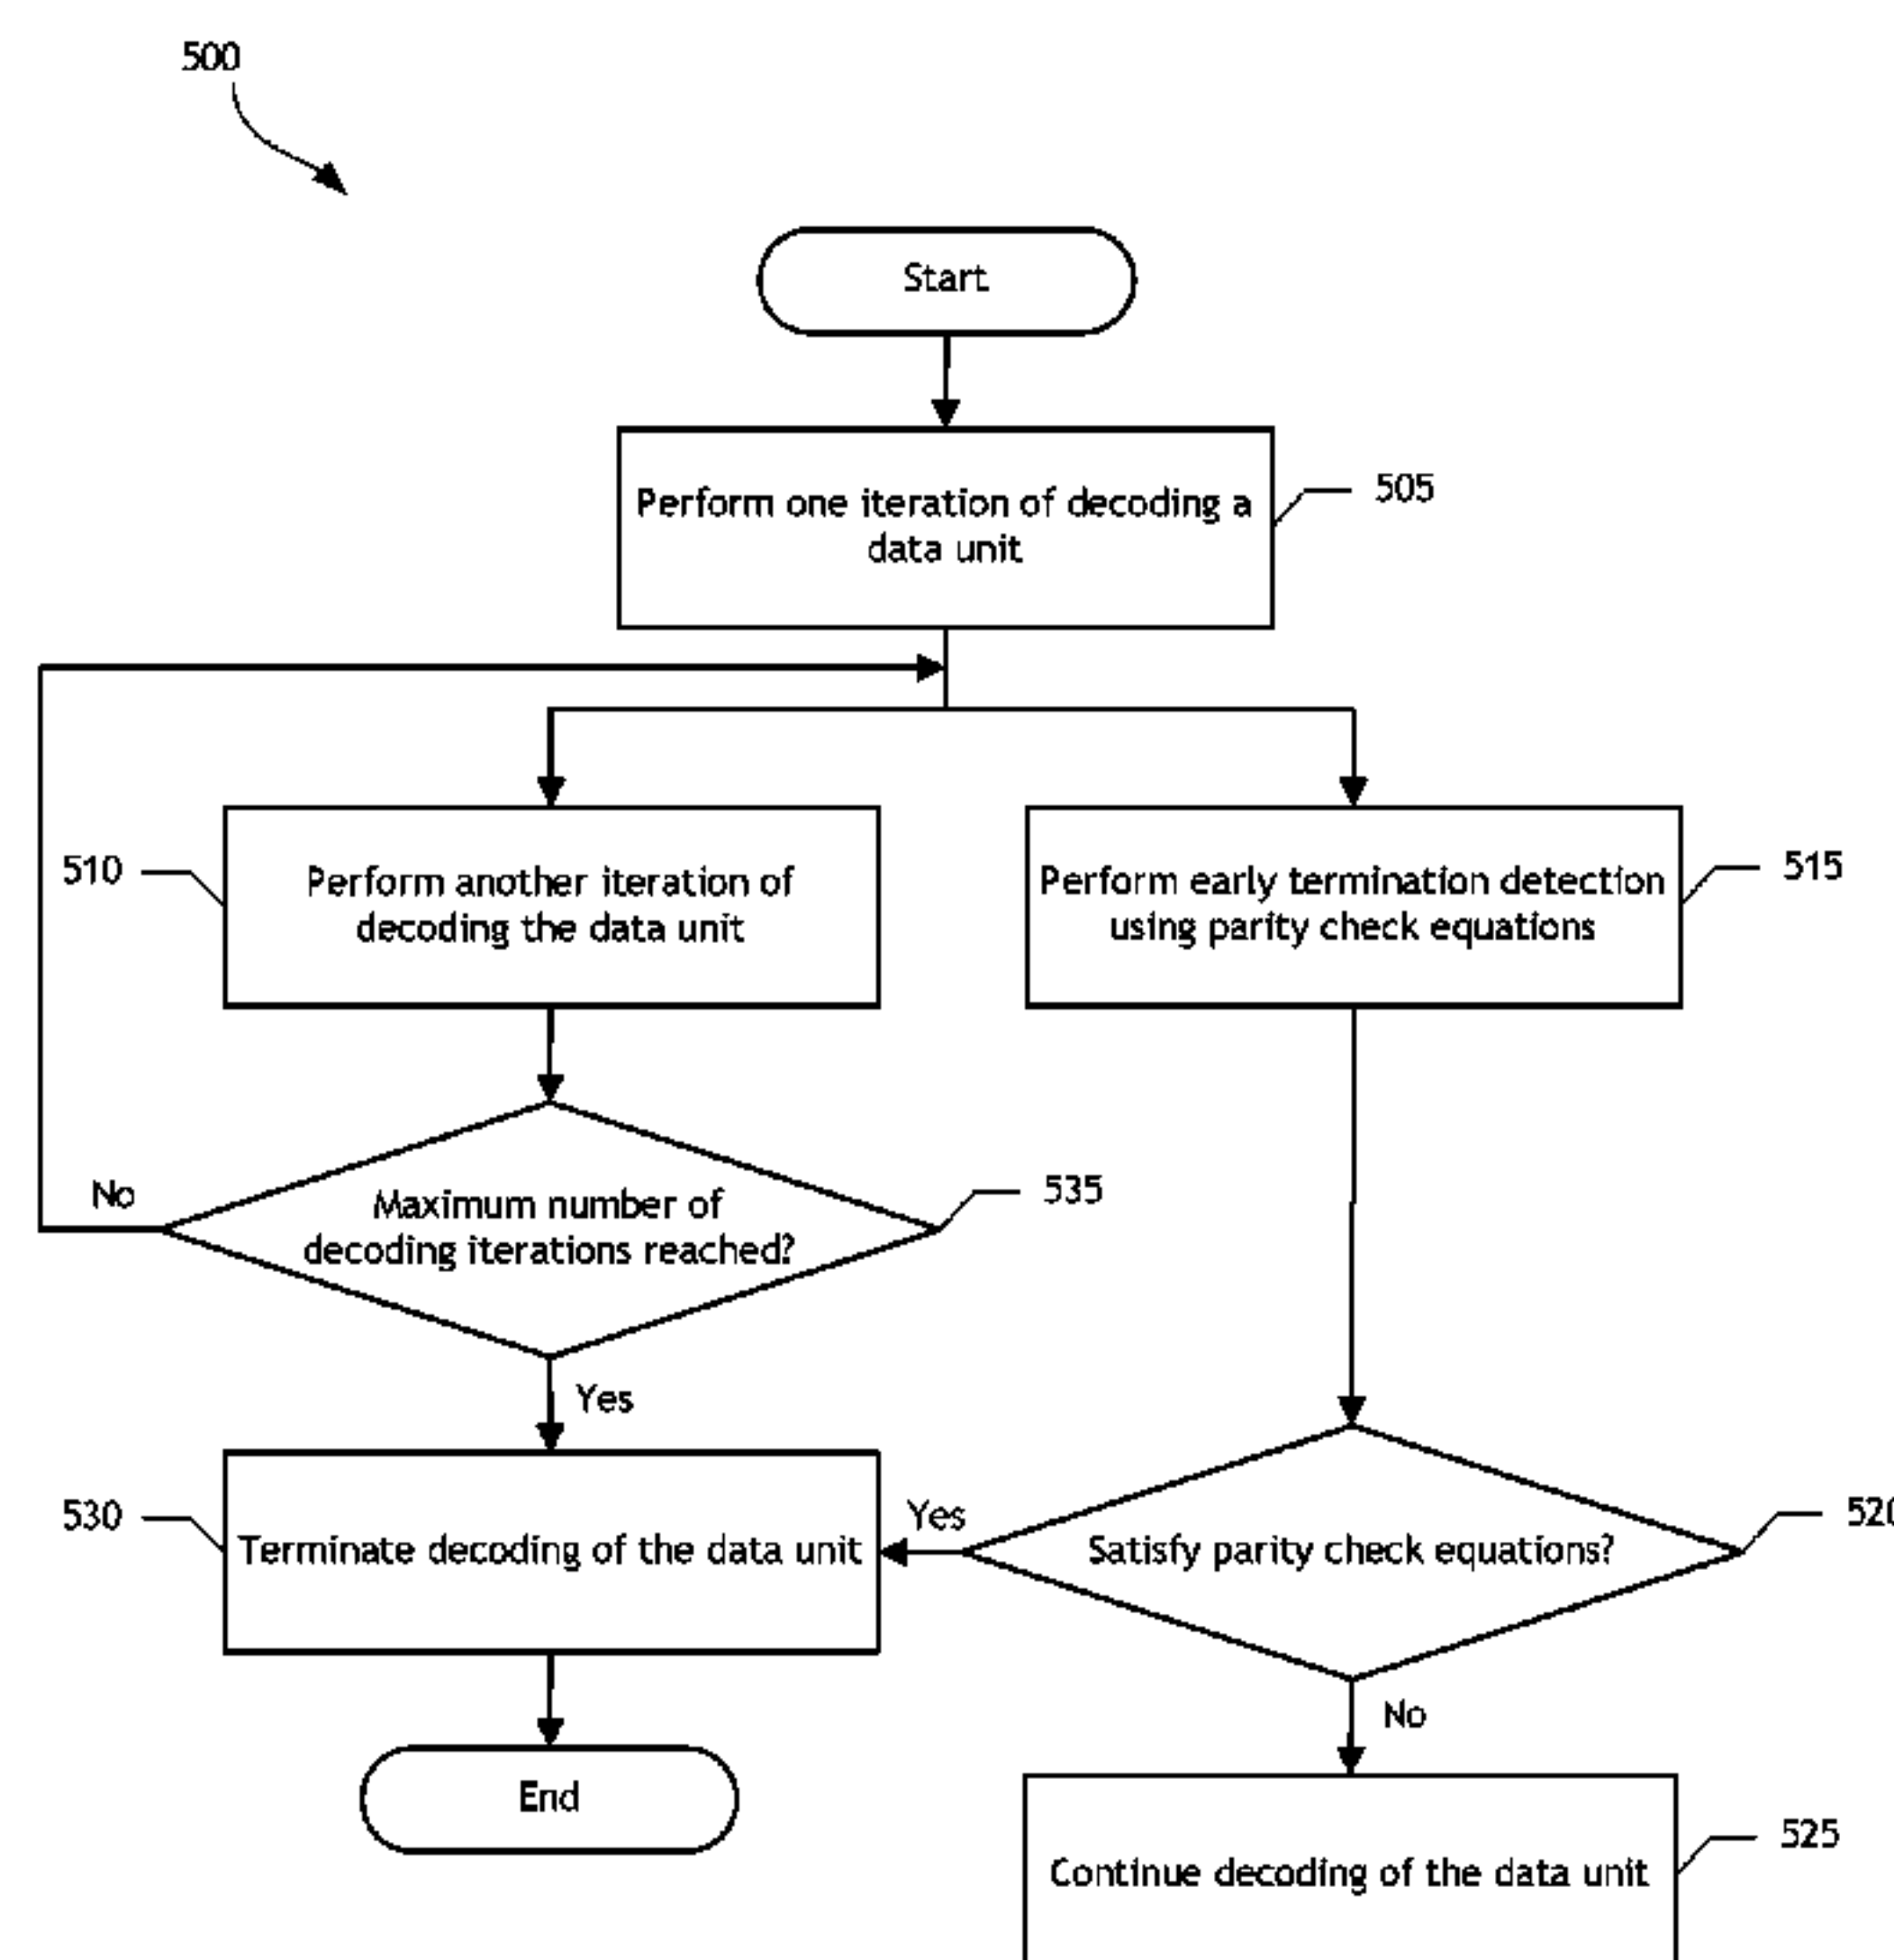 500
Start
Perform one iteration of decoding a
data unit
505
510
Perform another iteration of
decoding the data unit
Perform early termination detection
using parity check equations
515
No
Maximum number of
decoding iterations reached?
535
Yes
530
Terminate decoding of the data unit
Yes
Satisfy parity check equations?
520
No
End
Continue decoding of the data unit
525